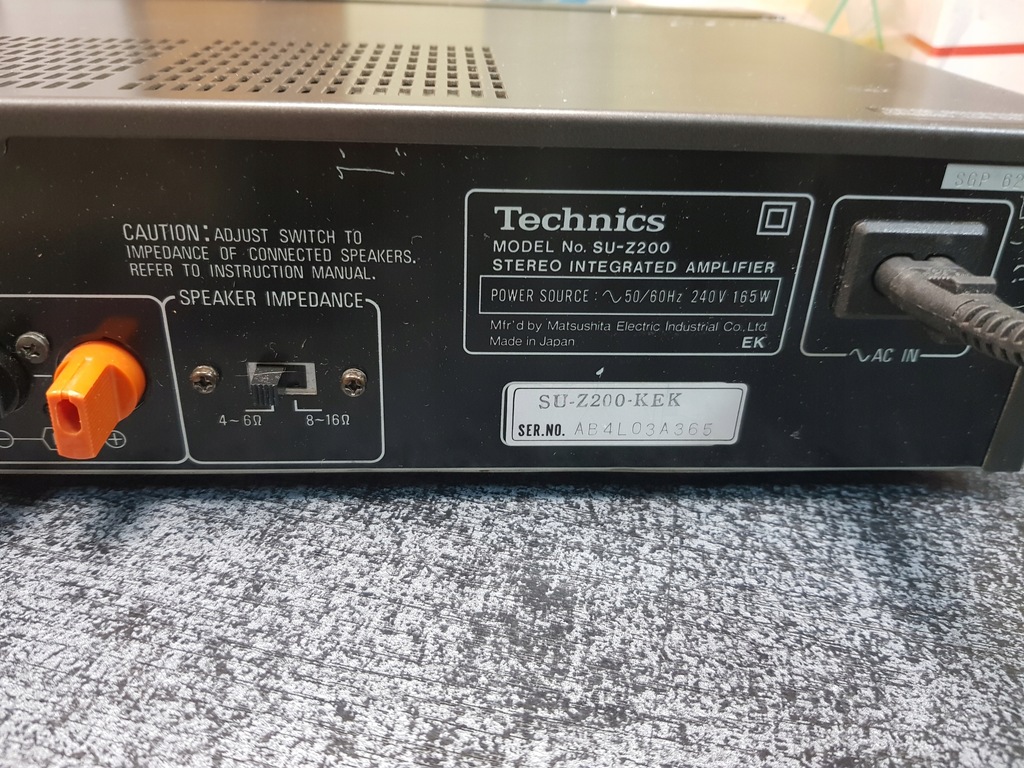 SGP 62
CAUTION: ADJUST SWITCH TO
IMPEDANCE OF CONNECTED SPEAKERS.
REFER TO INSTRUCTION MANUAL.
SPEAKER IMPEDANCE
4~6Ω 8~16Ω
Technics
MODEL No. SU-Z200
STEREO INTEGRATED AMPLIFIER
POWER SOURCE : ∿ 50/60Hz 240V 165W
Mfr'd by Matsushita Electric Industrial Co., Ltd.
Made in Japan EK
SU-Z200-KEK
SER.NO. AB4L03A365
∿AC IN